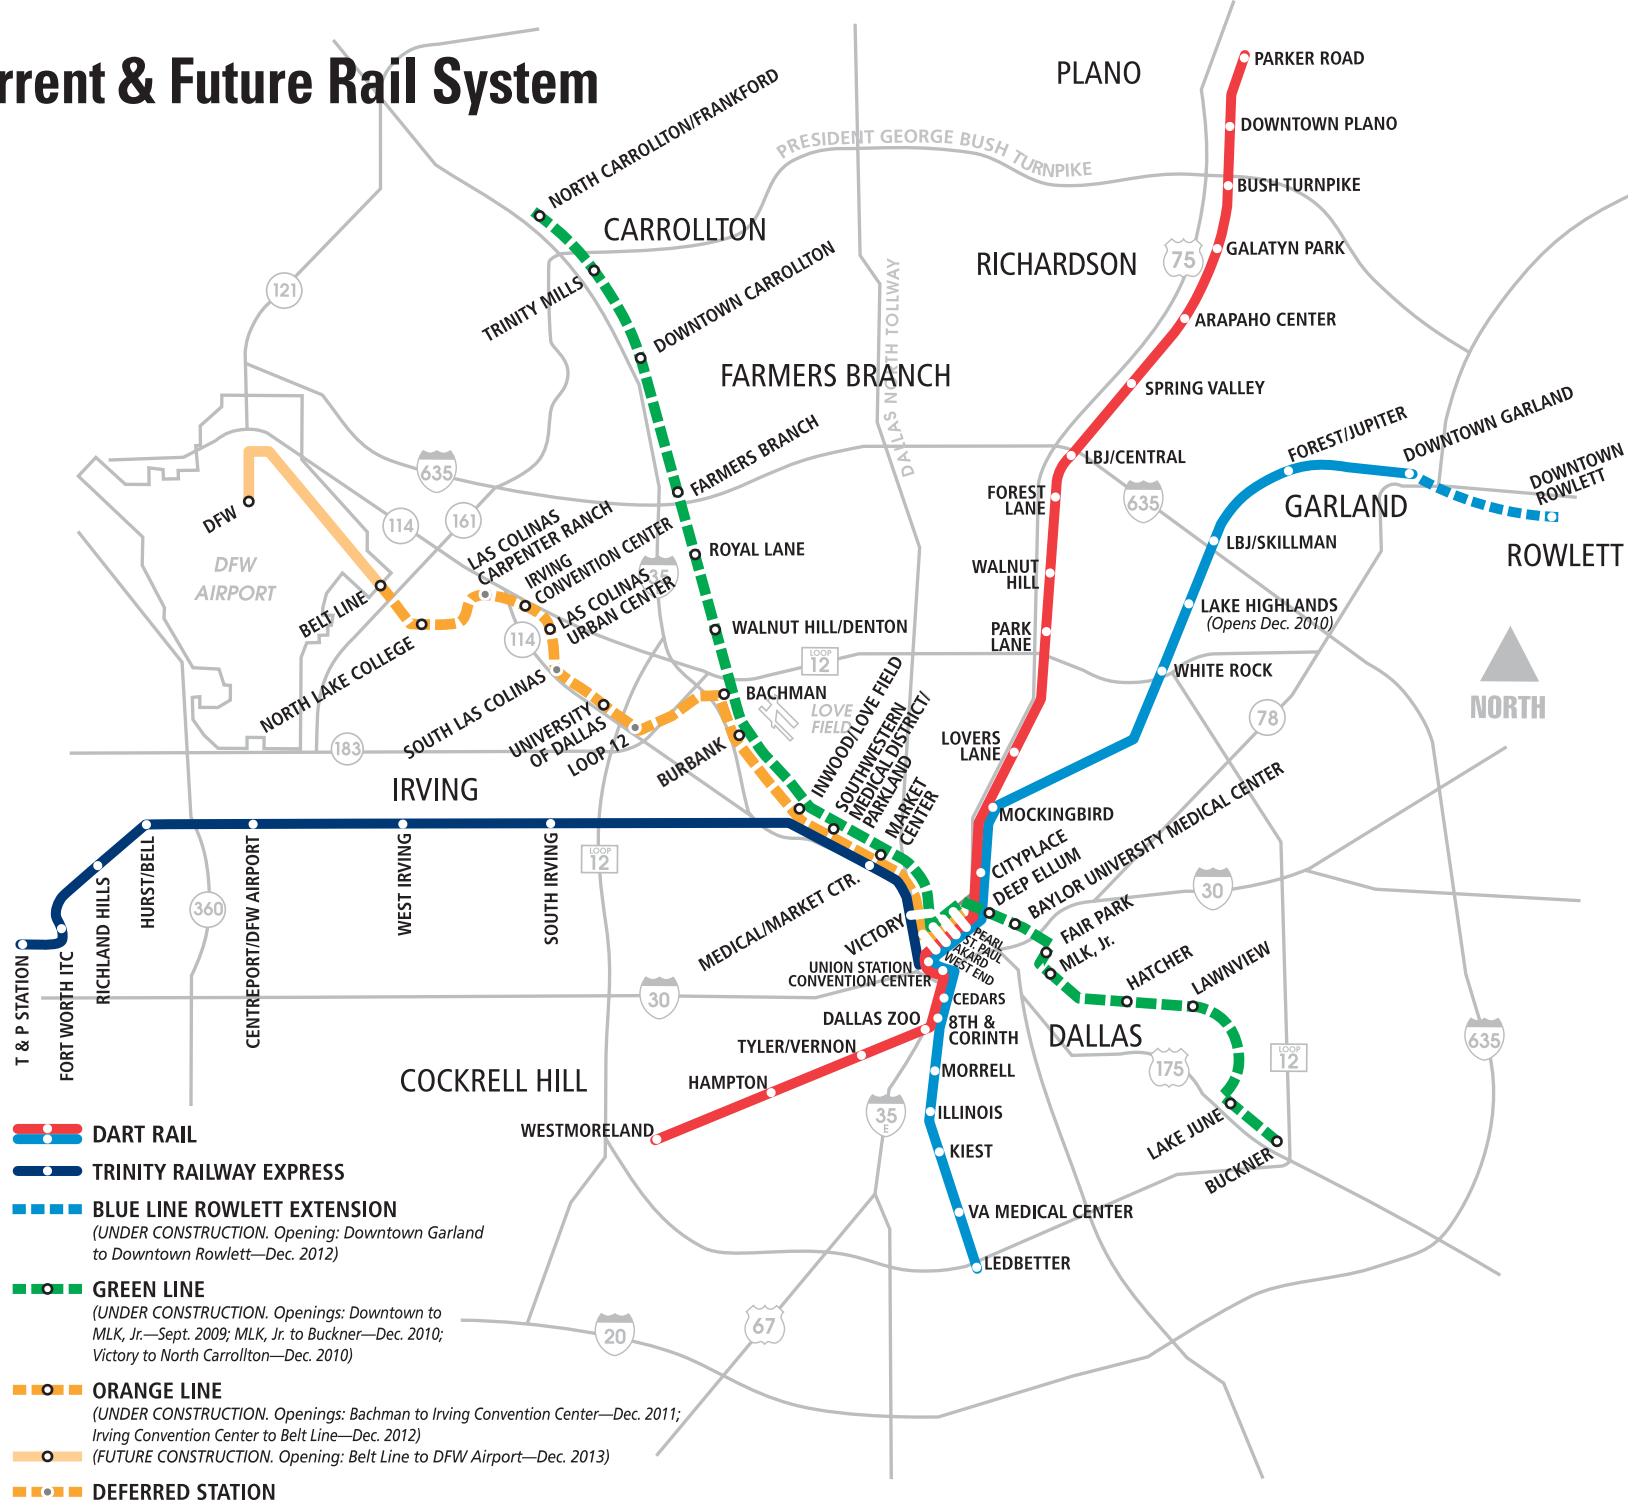 rrent & Future Rail System
PLANO
PARKER ROAD
DOWNTOWN PLANO
PRESIDENT GEORGE BUSH TURNPIKE
BUSH TURNPIKE
NORTH CARROLLTON/FRANKFORD
CARROLLTON
TRINITY MILLS
DOWNTOWN CARROLLTON
RICHARDSON
75
GALATYN PARK
121
DALLAS NORTH TOLLWAY
ARAPAHO CENTER
FARMERS BRANCH
SPRING VALLEY
FARMERS BRANCH
635
LBJ/CENTRAL
FOREST/JUPITER
DOWNTOWN GARLAND
DOWNTOWN
ROWLETT
FOREST
LANE
635
GARLAND
ROWLETT
DFW
114
161
LAS COLINAS
CARPENTER RANCH
IRVING
CONVENTION CENTER
ROYAL LANE
LBJ/SKILLMAN
DFW
AIRPORT
35
WALNUT
HILL
BELT LINE
LAS COLINAS
URBAN CENTER
LAKE HIGHLANDS
(Opens Dec. 2010)
114
WALNUT HILL/DENTON
PARK
LANE
NORTH LAKE COLLEGE
LOOP
12
WHITE ROCK
NORTH
SOUTH LAS COLINAS
BACHMAN
LOVE
FIELD
78
183
UNIVERSITY
OF DALLAS
LOOP 12
BURBANK
INWOOD/LOVE FIELD
SOUTHWESTERN
MEDICAL DISTRICT/
PARKLAND
MARKET
CENTER
LOVERS
LANE
IRVING
MOCKINGBIRD
CITYPLACE
DEEP ELLUM
BAYLOR UNIVERSITY MEDICAL CENTER
30
LOOP
12
360
T & P STATION
FORT WORTH ITC
RICHLAND HILLS
HURST/BELL
CENTREPORT/DFW AIRPORT
WEST IRVING
SOUTH IRVING
MEDICAL/MARKET CTR.
VICTORY
PEARL
ST. PAUL
AKARD
WEST END
FAIR PARK
MLK, Jr.
HATCHER
LAWNVIEW
UNION STATION
CONVENTION CENTER
30
CEDARS
DALLAS ZOO
8TH &
CORINTH
DALLAS
TYLER/VERNON
LOOP
12
635
175
COCKRELL HILL
HAMPTON
MORRELL
WESTMORELAND
35
E
ILLINOIS
LAKE JUNE
KIEST
BUCKNER
VA MEDICAL CENTER
LEDBETTER
20
67
DART RAIL
TRINITY RAILWAY EXPRESS
BLUE LINE ROWLETT EXTENSION
(UNDER CONSTRUCTION. Opening: Downtown Garland
to Downtown Rowlett—Dec. 2012)
GREEN LINE
(UNDER CONSTRUCTION. Openings: Downtown to
MLK, Jr.—Sept. 2009; MLK, Jr. to Buckner—Dec. 2010;
Victory to North Carrollton—Dec. 2010)
ORANGE LINE
(UNDER CONSTRUCTION. Openings: Bachman to Irving Convention Center—Dec. 2011;
Irving Convention Center to Belt Line—Dec. 2012)
(FUTURE CONSTRUCTION. Opening: Belt Line to DFW Airport—Dec. 2013)
DEFERRED STATION